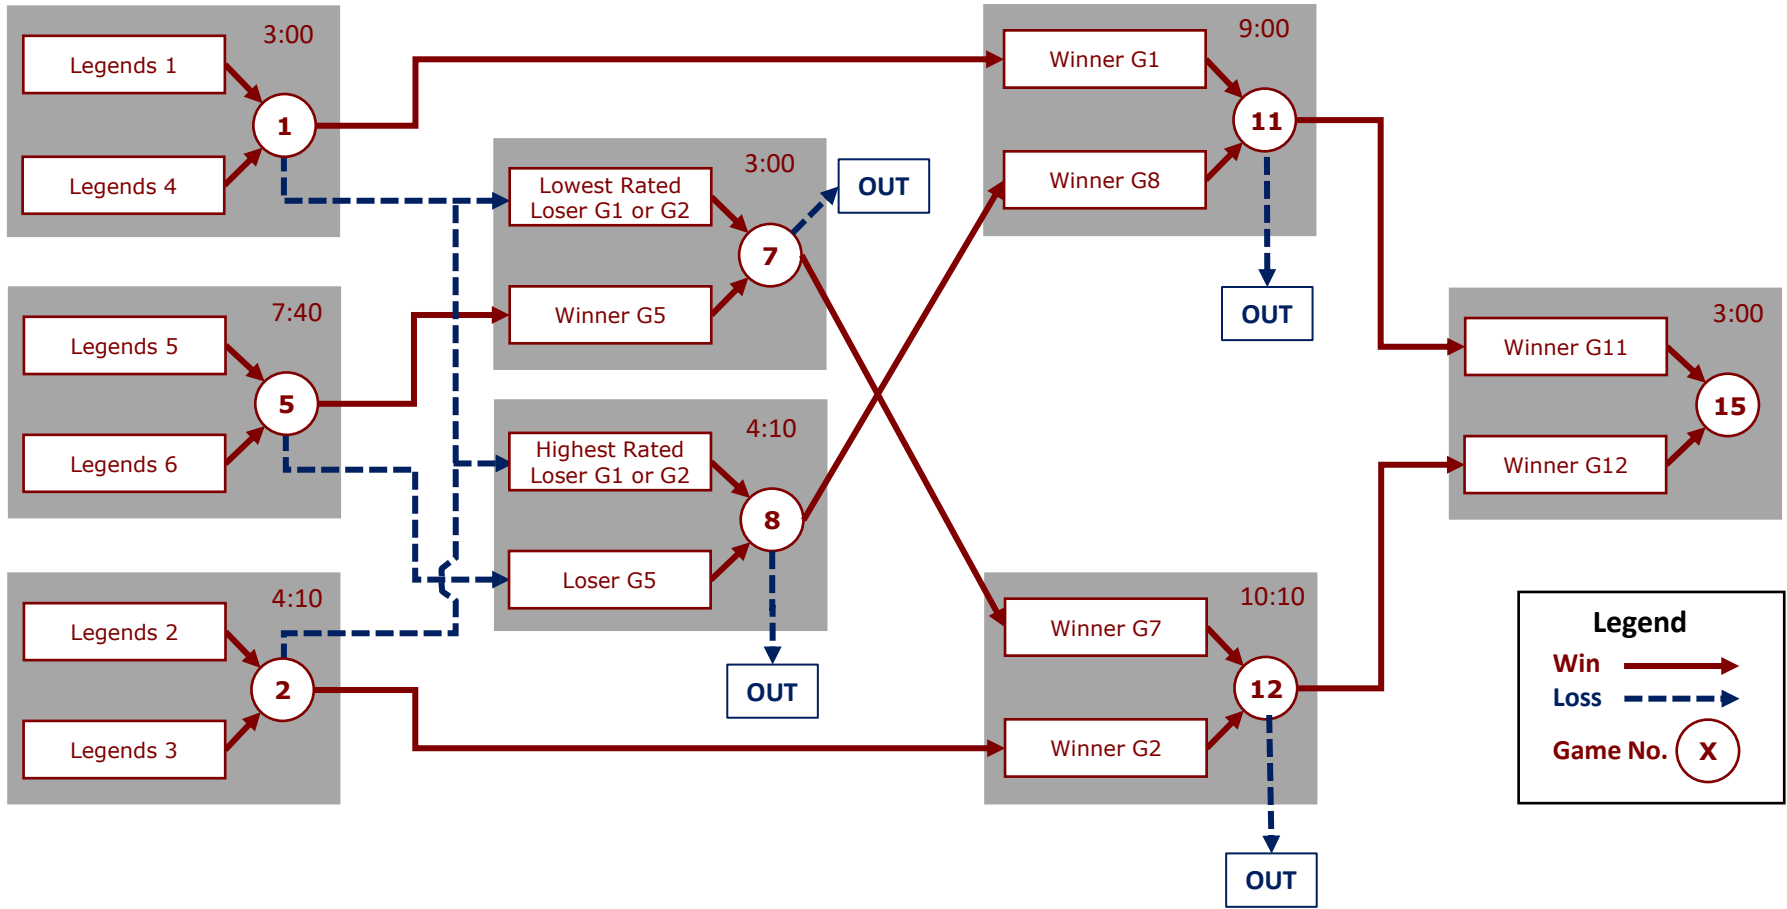 3:00
Legends 1
1
Legends 4
7:40
Legends 5
5
Legends 6
4:10
Legends 2
2
Legends 3
3:00
Lowest Rated
Loser G1 or G2
7
Winner G5
OUT
4:10
Highest Rated
Loser G1 or G2
8
Loser G5
OUT
9:00
Winner G1
11
Winner G8
OUT
10:10
Winner G7
12
Winner G2
OUT
3:00
Winner G11
15
Winner G12
Legend
Win
Loss
Game No. X